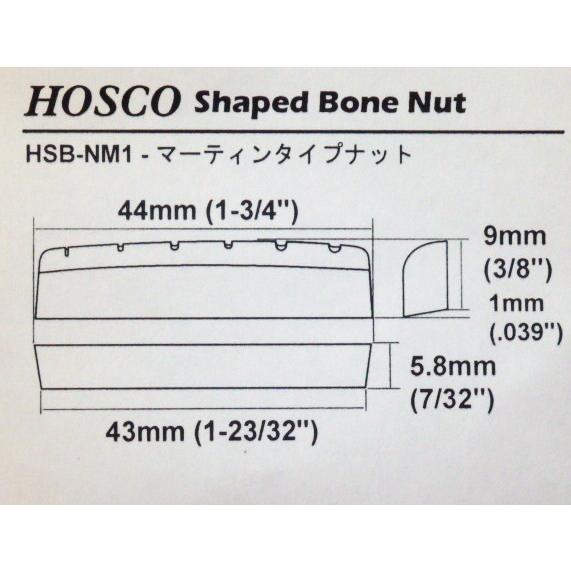 HOSCO Shaped Bone Nut
HSB-NM1 - マーティンタイプナット
44mm (1-3/4")
9mm
(3/8")
1mm
(.039")
5.8mm
(7/32")
43mm (1-23/32")